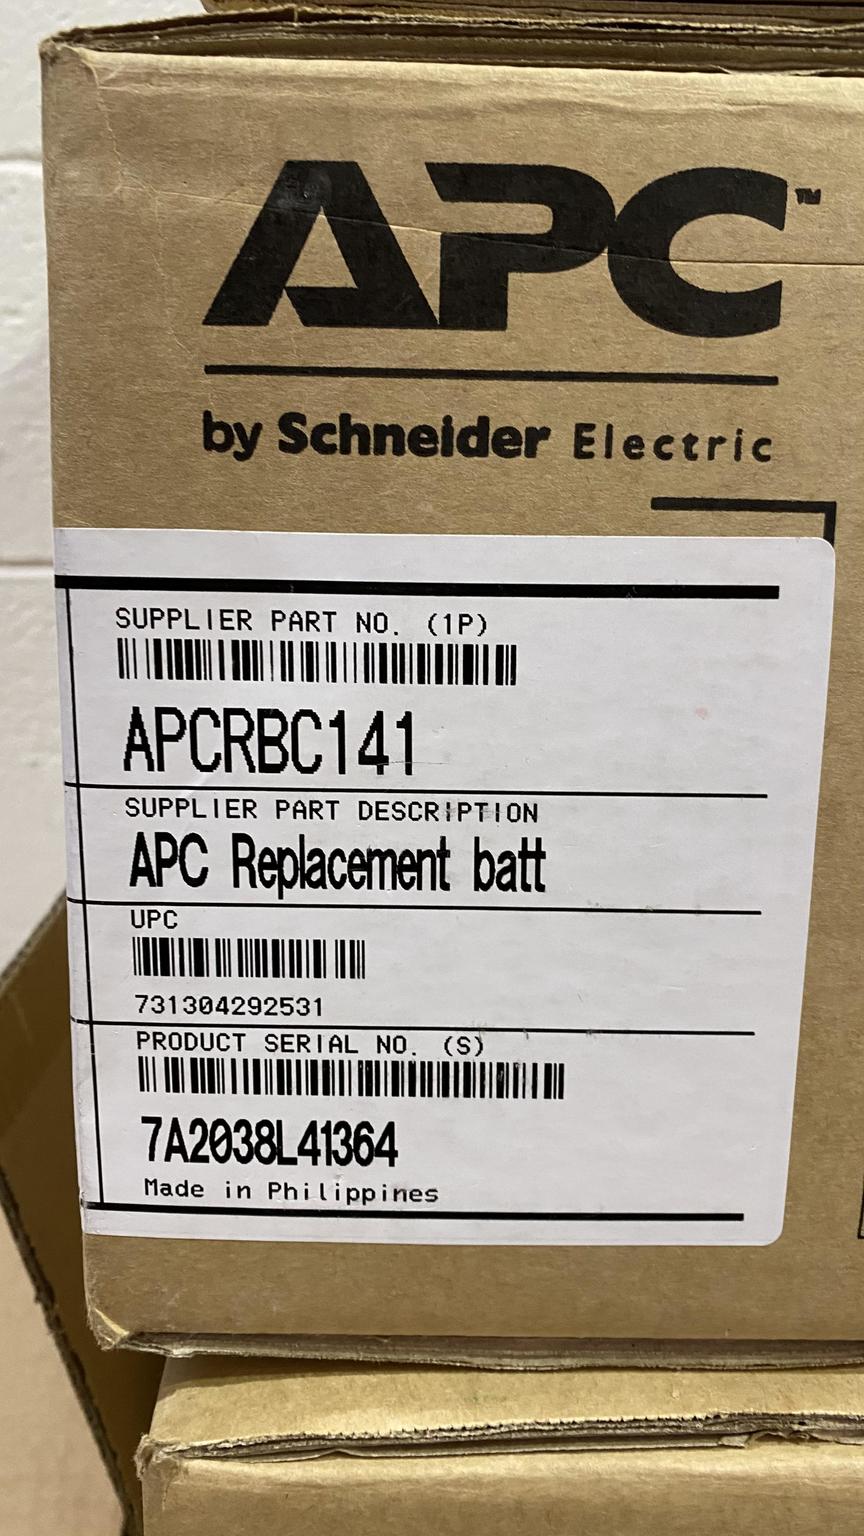 APC™
by Schneider Electric
SUPPLIER PART NO. (1P)
APCRBC141
SUPPLIER PART DESCRIPTION
APC Replacement batt
UPC
731304292531
PRODUCT SERIAL NO. (S)
7A2038L41364
Made in Philippines